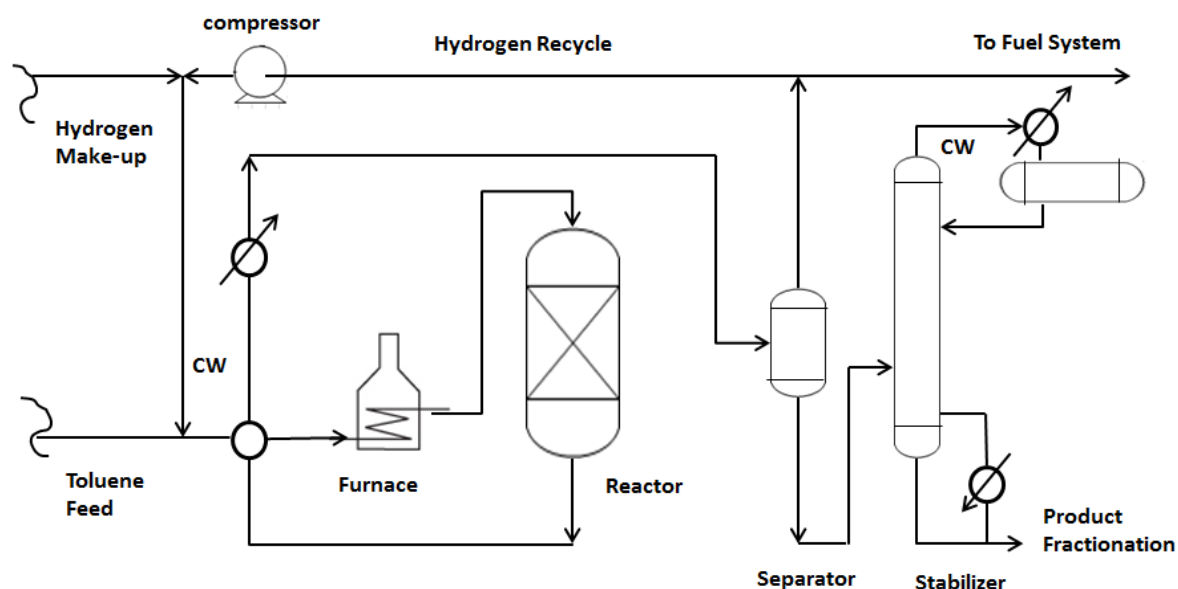 compressor
Hydrogen Recycle
To Fuel System
Hydrogen
Make-up
CW
CW
Toluene
Feed
Furnace
Reactor
Separator
Stabilizer
Product
Fractionation